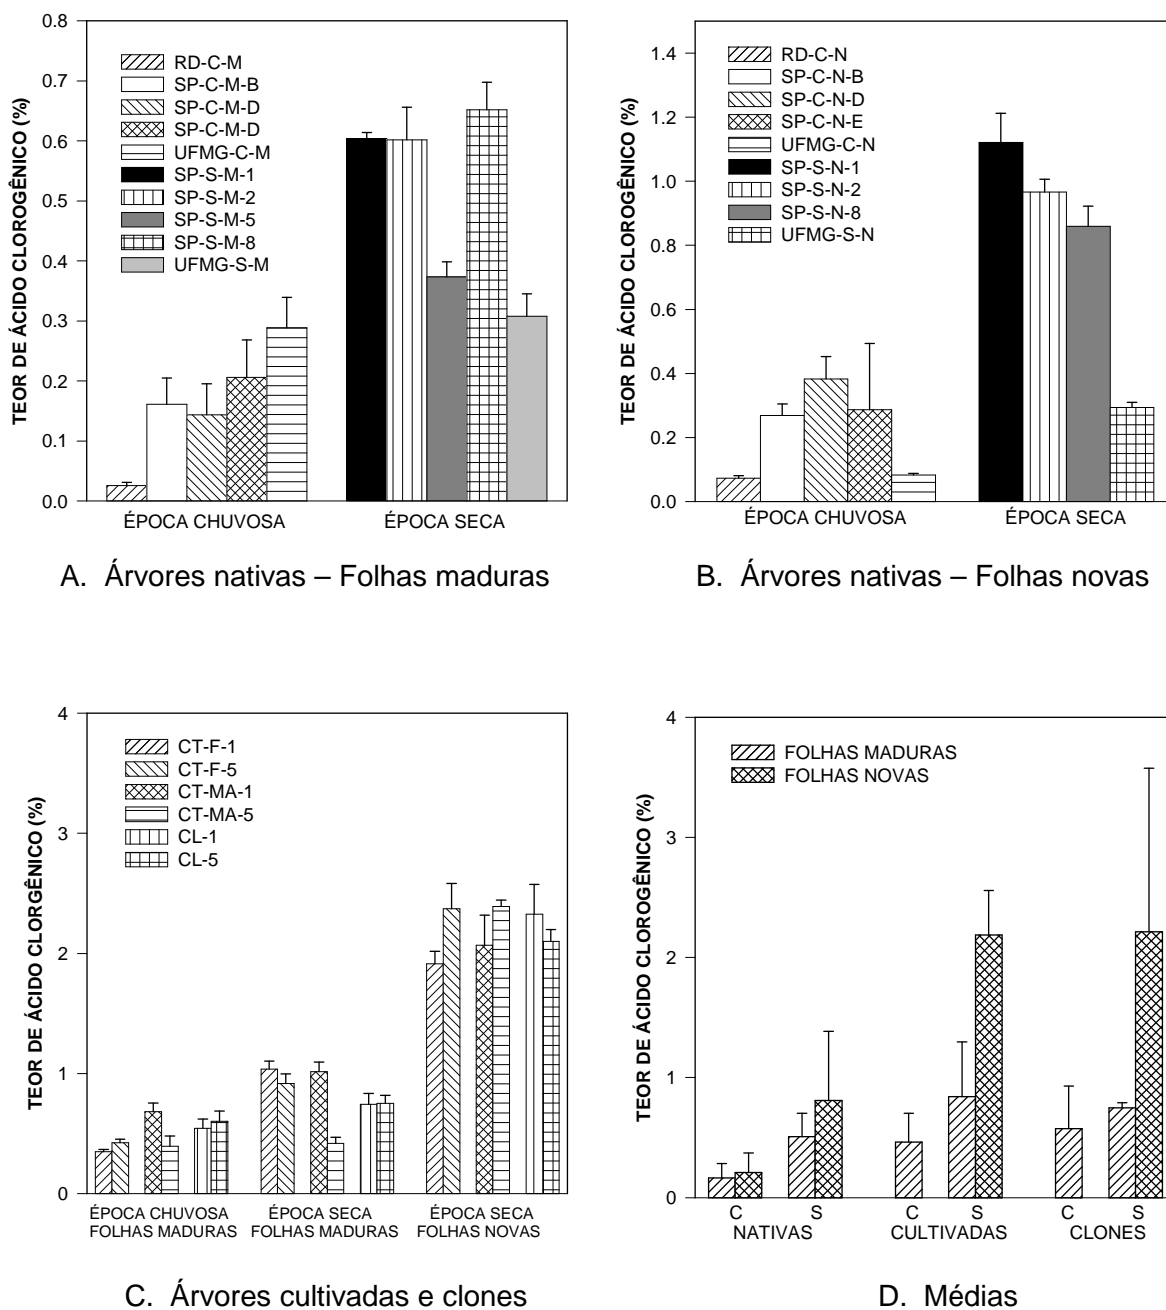 0.8
0.7
0.6
0.5
0.4
0.3
0.2
0.1
0.0
TEOR DE ÁCIDO CLOROGÊNICO (%)
RD-C-M
SP-C-M-B
SP-C-M-D
SP-C-M-D
UFMG-C-M
SP-S-M-1
SP-S-M-2
SP-S-M-5
SP-S-M-8
UFMG-S-M
ÉPOCA CHUVOSA
ÉPOCA SECA
A. Árvores nativas – Folhas maduras
1.4
1.2
1.0
0.8
0.6
0.4
0.2
0.0
TEOR DE ÁCIDO CLOROGÊNICO (%)
RD-C-N
SP-C-N-B
SP-C-N-D
SP-C-N-E
UFMG-C-N
SP-S-N-1
SP-S-N-2
SP-S-N-8
UFMG-S-N
ÉPOCA CHUVOSA
ÉPOCA SECA
B. Árvores nativas – Folhas novas
4
3
2
1
0
TEOR DE ÁCIDO CLORGÊNICO (%)
CT-F-1
CT-F-5
CT-MA-1
CT-MA-5
CL-1
CL-5
ÉPOCA CHUVOSA
FOLHAS MADURAS
ÉPOCA SECA
FOLHAS MADURAS
ÉPOCA SECA
FOLHAS NOVAS
C. Árvores cultivadas e clones
4
3
2
1
0
TEOR DE ÁCIDO CLOROGÊNICO (%)
FOLHAS MADURAS
FOLHAS NOVAS
C S
NATIVAS
C S
CULTIVADAS
C S
CLONES
D. Médias